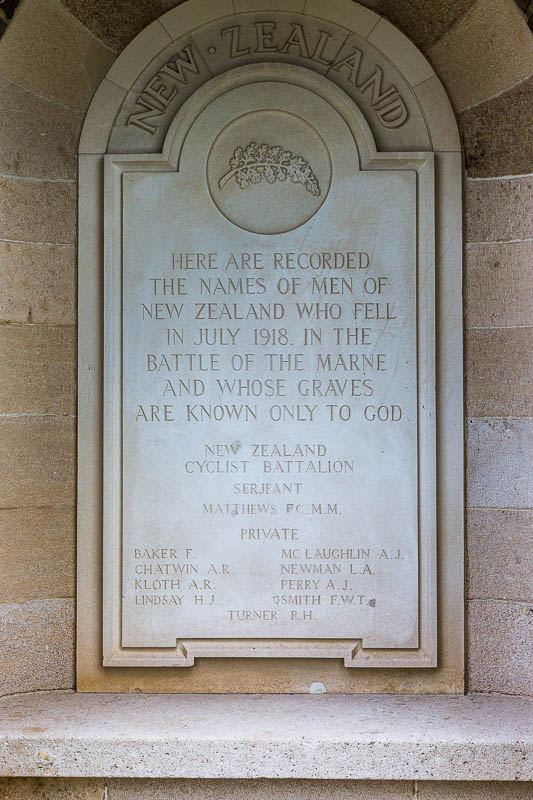 NEW · ZEALAND
HERE ARE RECORDED
THE NAMES OF MEN OF
NEW ZEALAND WHO FELL
IN JULY 1918. IN THE
BATTLE OF THE MARNE
AND WHOSE GRAVES
ARE KNOWN ONLY TO GOD
NEW ZEALAND
CYCLIST BATTALION
SERJEANT
MATTHEWS F.C. M.M.
PRIVATE
BAKER F.
CHATWIN A.R.
KLOTH A.R.
LINDSAY H.J.
MC LAUGHLIN A.J.
NEWMAN L.A.
PERRY A.J.
SMITH F.W.T.
TURNER R.H.